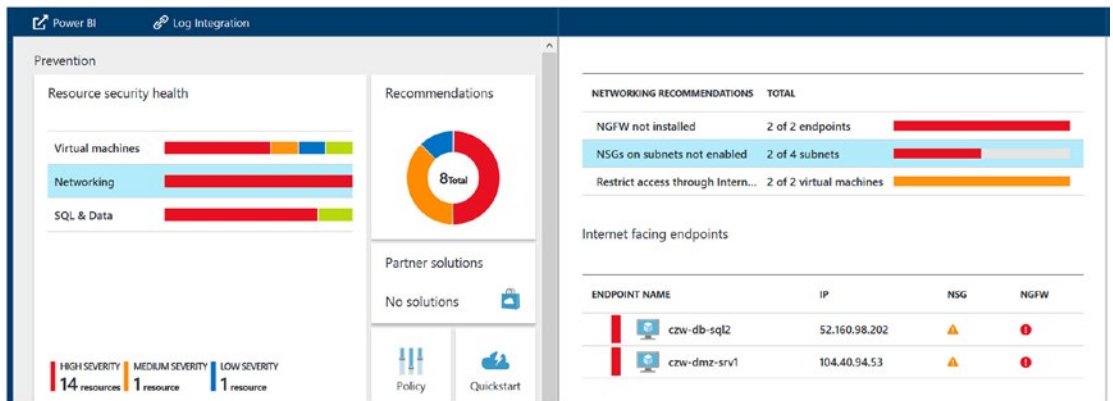 Power BI
Log Integration
Prevention
Resource security health
Virtual machines
Networking
SQL & Data
HIGH SEVERITY
14 resources
MEDIUM SEVERITY
1 resource
LOW SEVERITY
1 resource
Recommendations
8 Total
Partner solutions
No solutions
Policy
Quickstart
NETWORKING RECOMMENDATIONS TOTAL
NGFW not installed 2 of 2 endpoints
NSGs on subnets not enabled 2 of 4 subnets
Restrict access through Intern... 2 of 2 virtual machines
Internet facing endpoints
ENDPOINT NAME IP NSG NGFW
czw-db-sql2 52.160.98.202
czw-dmz-srv1 104.40.94.53